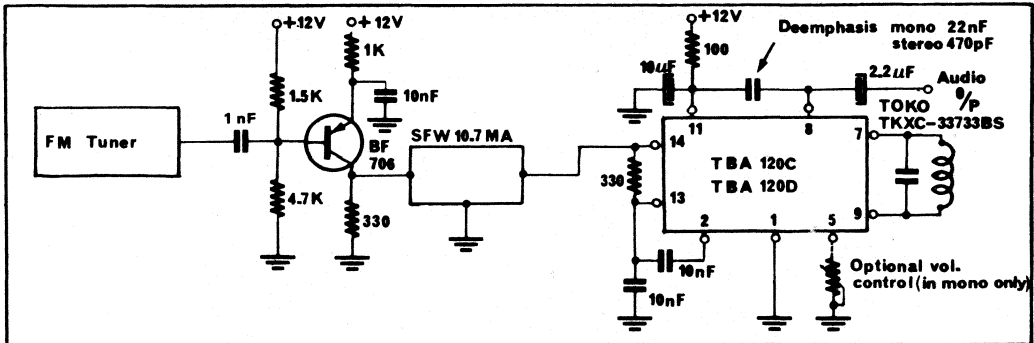 FM Tuner
1 nF
+12V
1.5K
4.7K
+12V
1K
10nF
BF
706
330
SFW 10.7 MA
330
+12V
100
10µF
Deemphasis mono 22nF
stereo 470pF
2.2µF
Audio
O/P
TOKO
TKXC-33733BS
11
8
7
14
TBA 120C
TBA 120D
13
9
2
1
5
10nF
10nF
Optional vol.
control (in mono only)